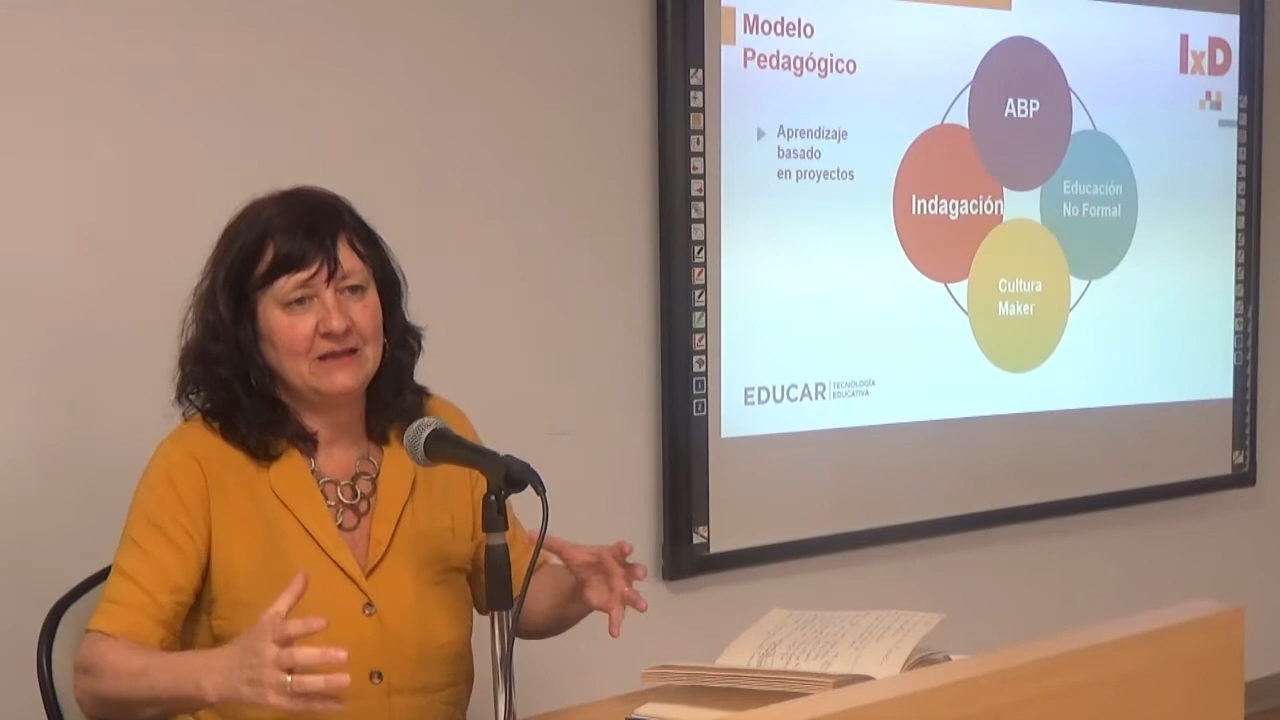 Modelo
Pedagógico
IxD
Aprendizaje
basado
en proyectos
ABP
Indagación
Educación
No Formal
Cultura
Maker
EDUCAR
TECNOLOGÍA
EDUCATIVA